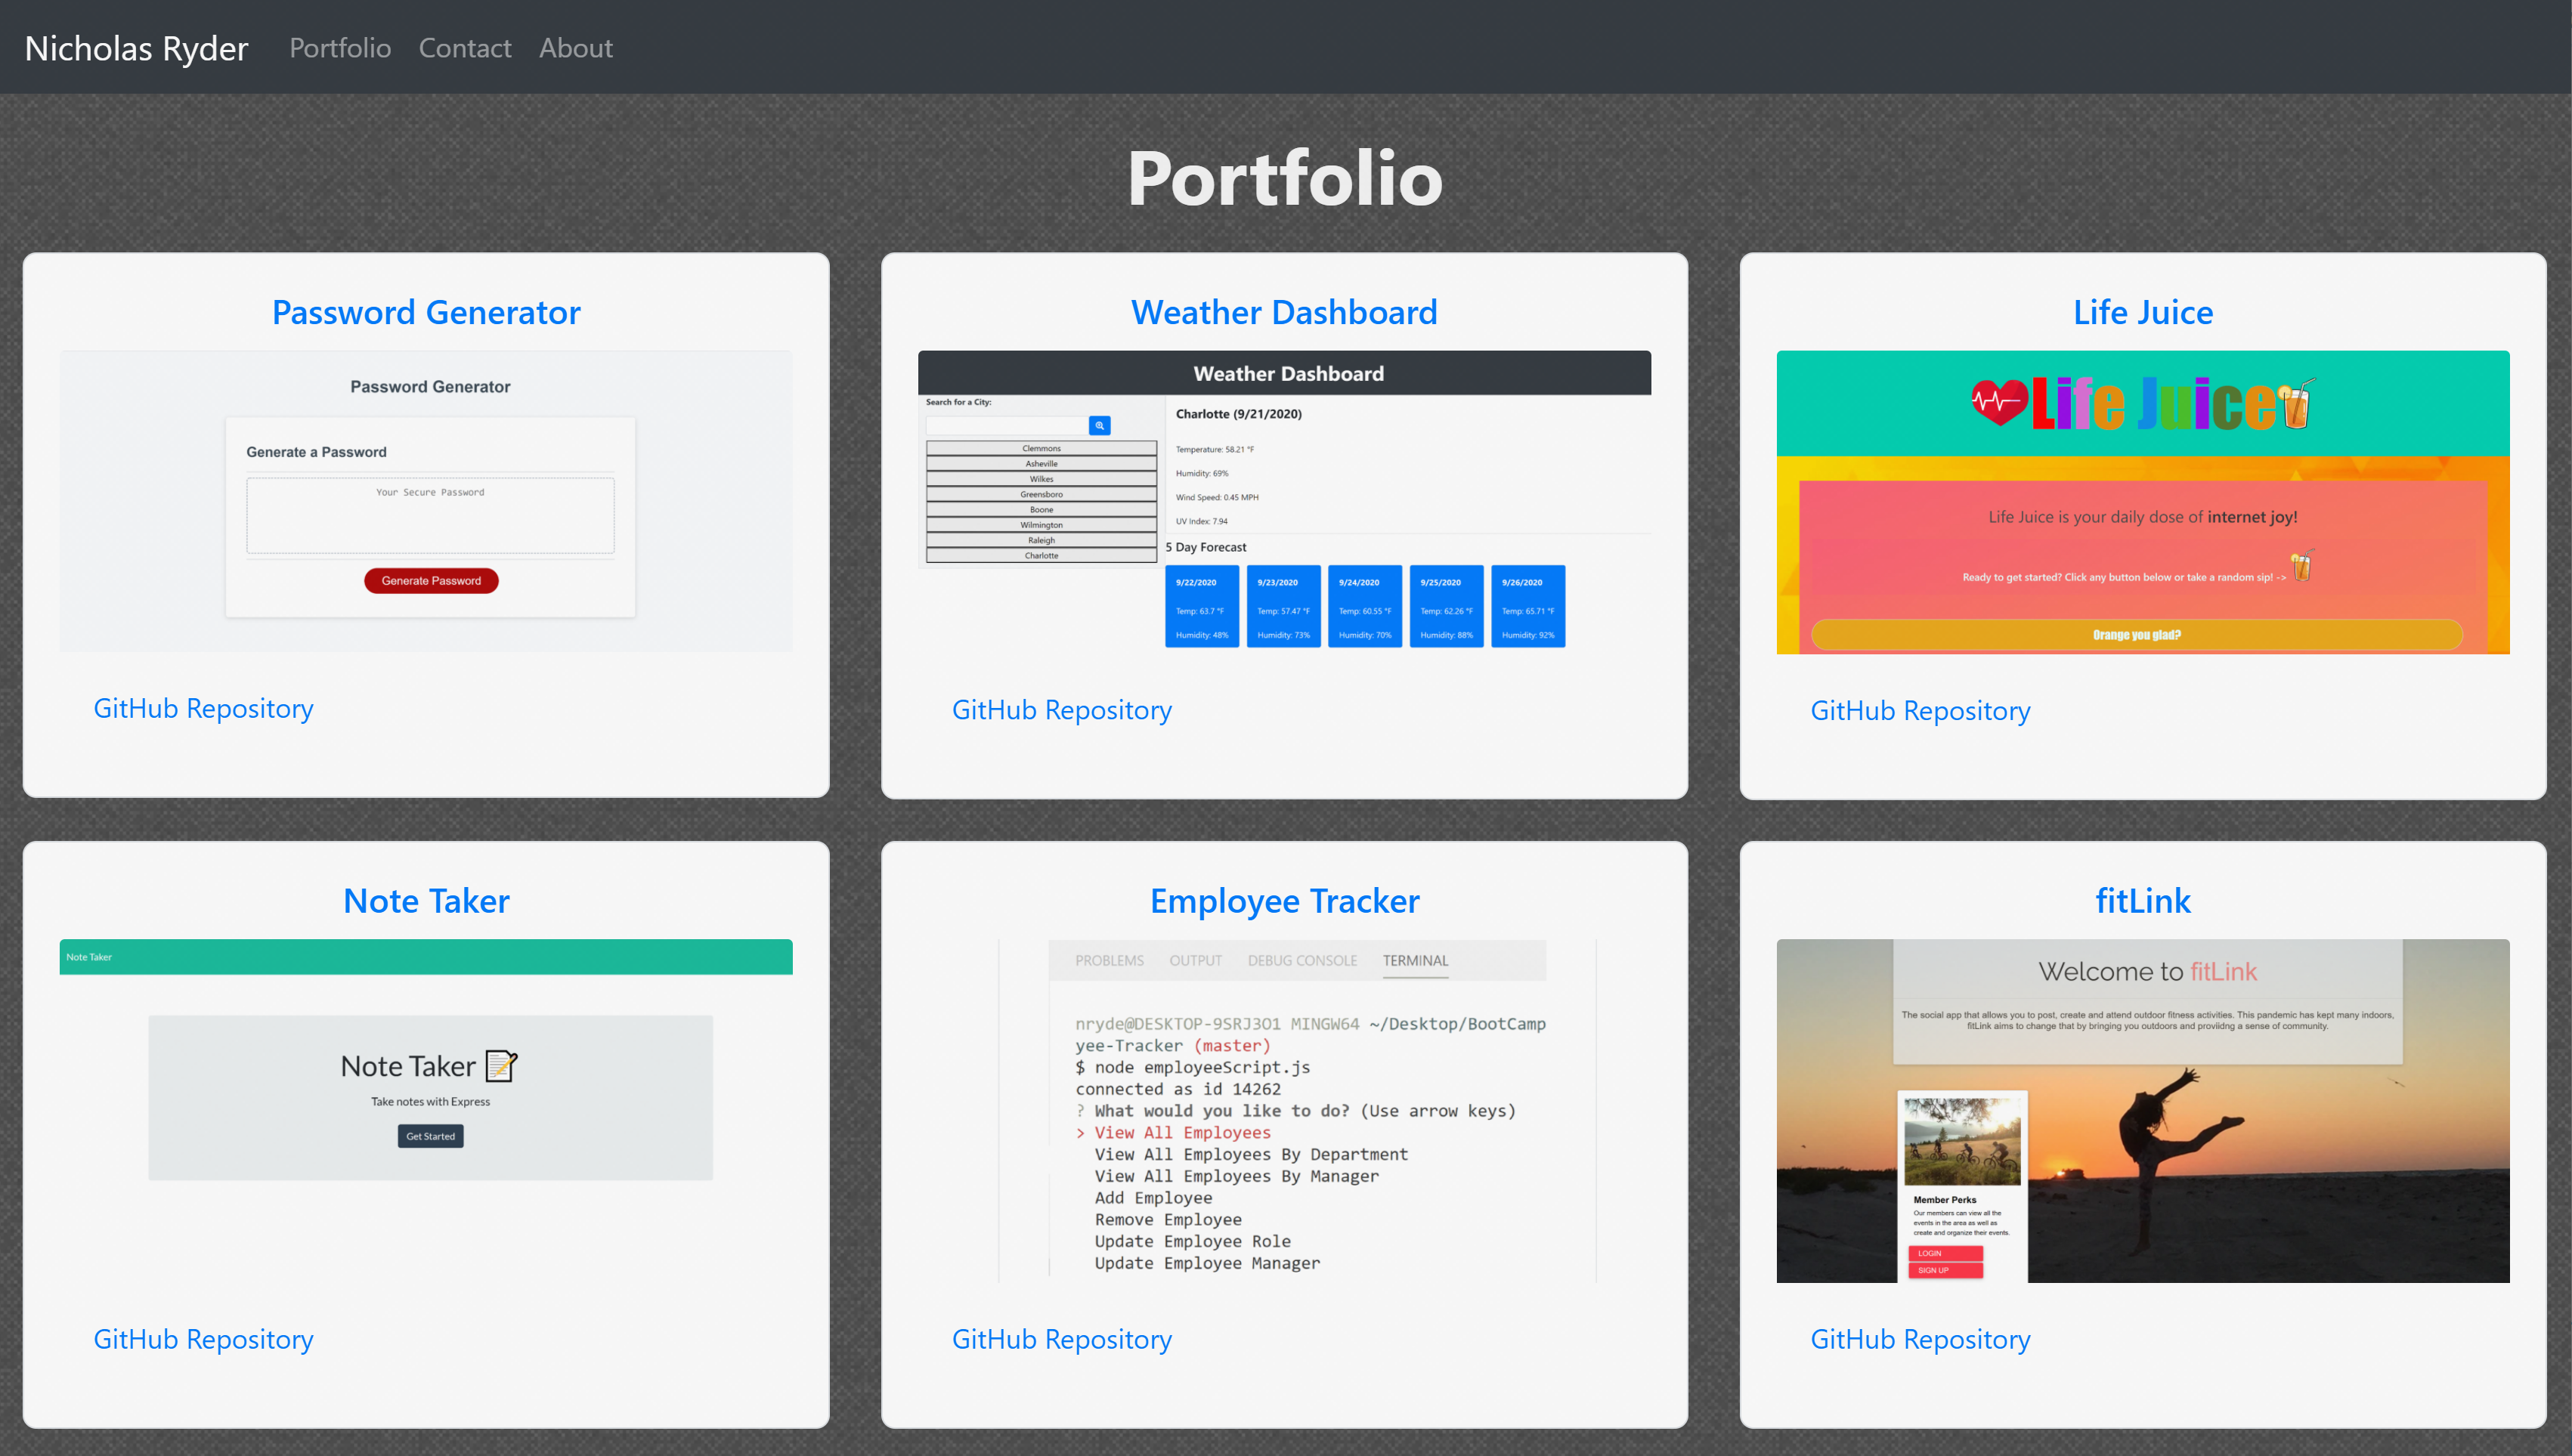 Nicholas Ryder Portfolio Contact About
Portfolio
Password Generator
Password Generator
Generate a Password
Your Secure Password
Generate Password
GitHub Repository
Weather Dashboard
Weather Dashboard
Search for a City:
Clemmons
Asheville
Wilkes
Greensboro
Boone
Wilmington
Raleigh
Charlotte
Charlotte (9/21/2020)
Temperature: 58.21 °F
Humidity: 69%
Wind Speed: 0.45 MPH
UV Index: 7.94
5 Day Forecast
9/22/2020
Temp: 63.7 °F
Humidity: 48%
9/23/2020
Temp: 57.47 °F
Humidity: 73%
9/24/2020
Temp: 60.55 °F
Humidity: 70%
9/25/2020
Temp: 62.26 °F
Humidity: 88%
9/26/2020
Temp: 65.71 °F
Humidity: 92%
GitHub Repository
Life Juice
Life Juice
Life Juice is your daily dose of internet joy!
Ready to get started? Click any button below or take a random sip! ->
Orange you glad?
GitHub Repository
Note Taker
Note Taker
Note Taker
Take notes with Express
Get Started
GitHub Repository
Employee Tracker
PROBLEMS OUTPUT DEBUG CONSOLE TERMINAL
nryde@DESKTOP-9SRJ3O1 MINGW64 ~/Desktop/BootCamp
yee-Tracker (master)
$ node employeeScript.js
connected as id 14262
? What would you like to do? (Use arrow keys)
> View All Employees
View All Employees By Department
View All Employees By Manager
Add Employee
Remove Employee
Update Employee Role
Update Employee Manager
GitHub Repository
fitLink
Welcome to fitLink
The social app that allows you to post, create and attend outdoor fitness activities. This pandemic has kept many indoors,
fitLink aims to change that by bringing you outdoors and proviidng a sense of community.
Member Perks
Our members can view all the
events in the area as well as
create and organize their events.
LOGIN
SIGN UP
GitHub Repository